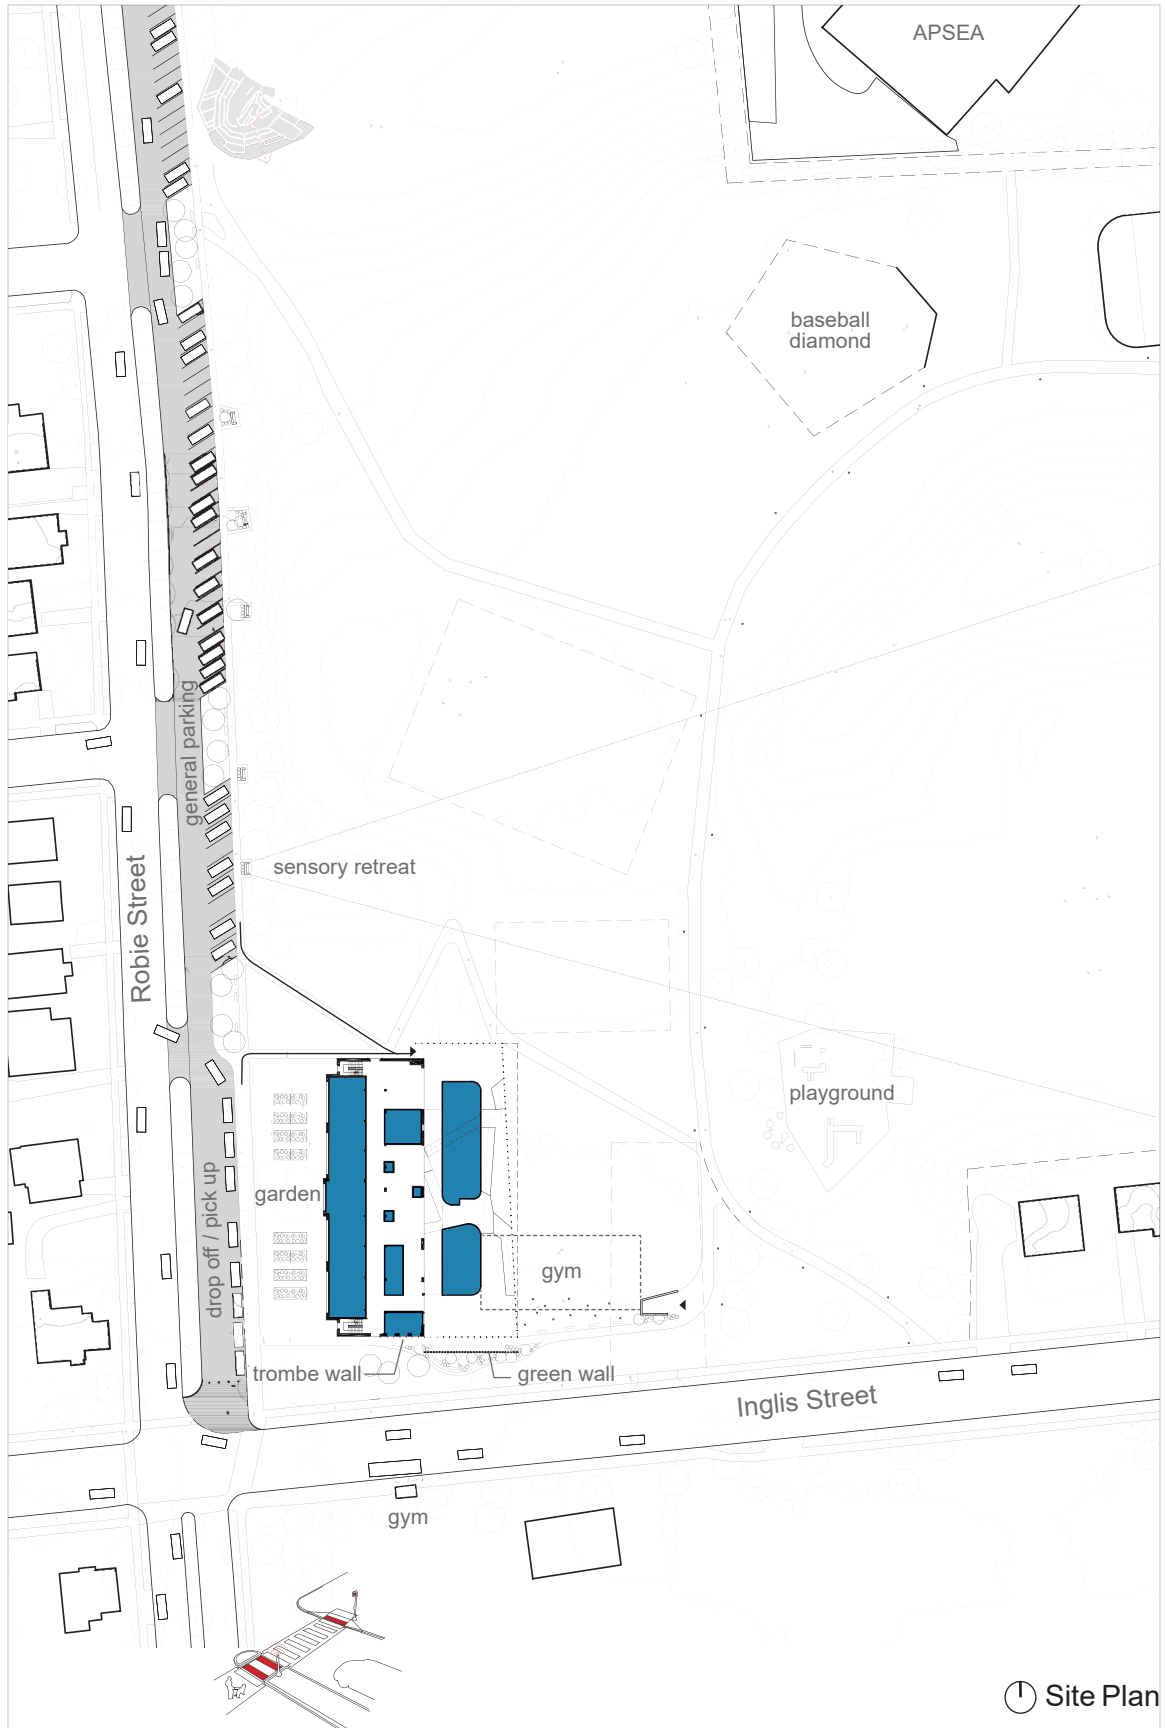 APSEA
baseball
diamond
general parking
sensory retreat
Robie Street
playground
drop off / pick up
garden
gym
trombe wall
green wall
Inglis Street
gym
Site Plan